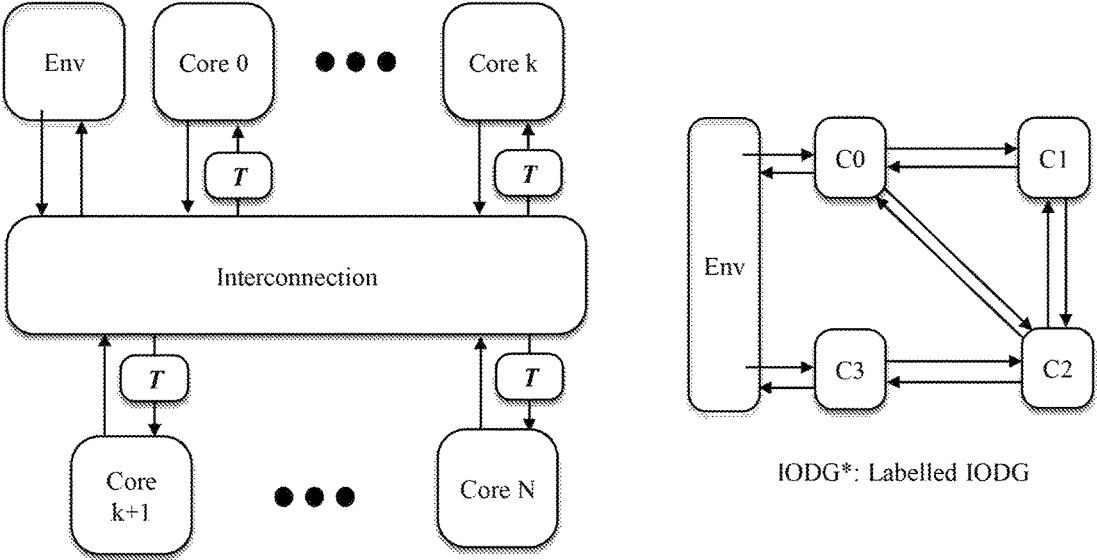 Env
Core 0
Core k
T
T
Interconnection
T
T
Core
k+1
Core N
C0
C1
Env
C3
C2
IODG*: Labelled IODG